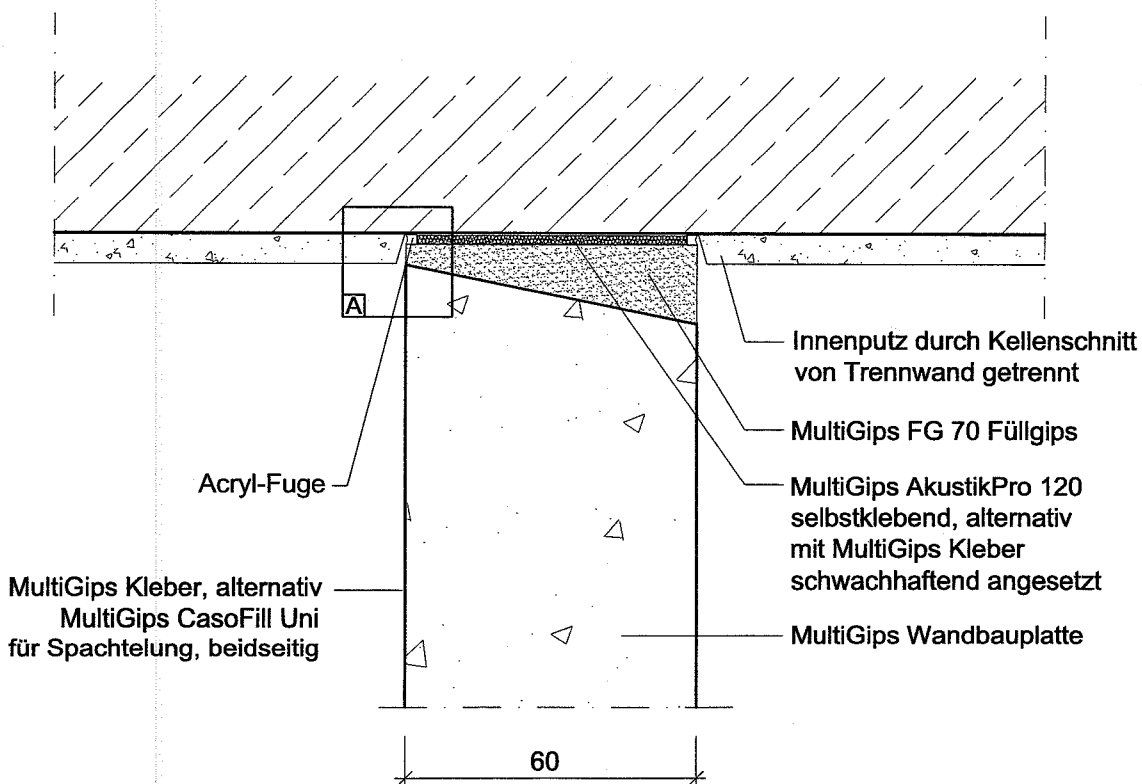 A
Innenputz durch Kellenschnitt
von Trennwand getrennt
MultiGips FG 70 Füllgips
Acryl-Fuge
MultiGips AkustikPro 120
selbstklebend, alternativ
mit MultiGips Kleber
schwachhaftend angesetzt
MultiGips Kleber, alternativ
MultiGips CasoFill Uni
für Spachtelung, beidseitig
MultiGips Wandbauplatte
60